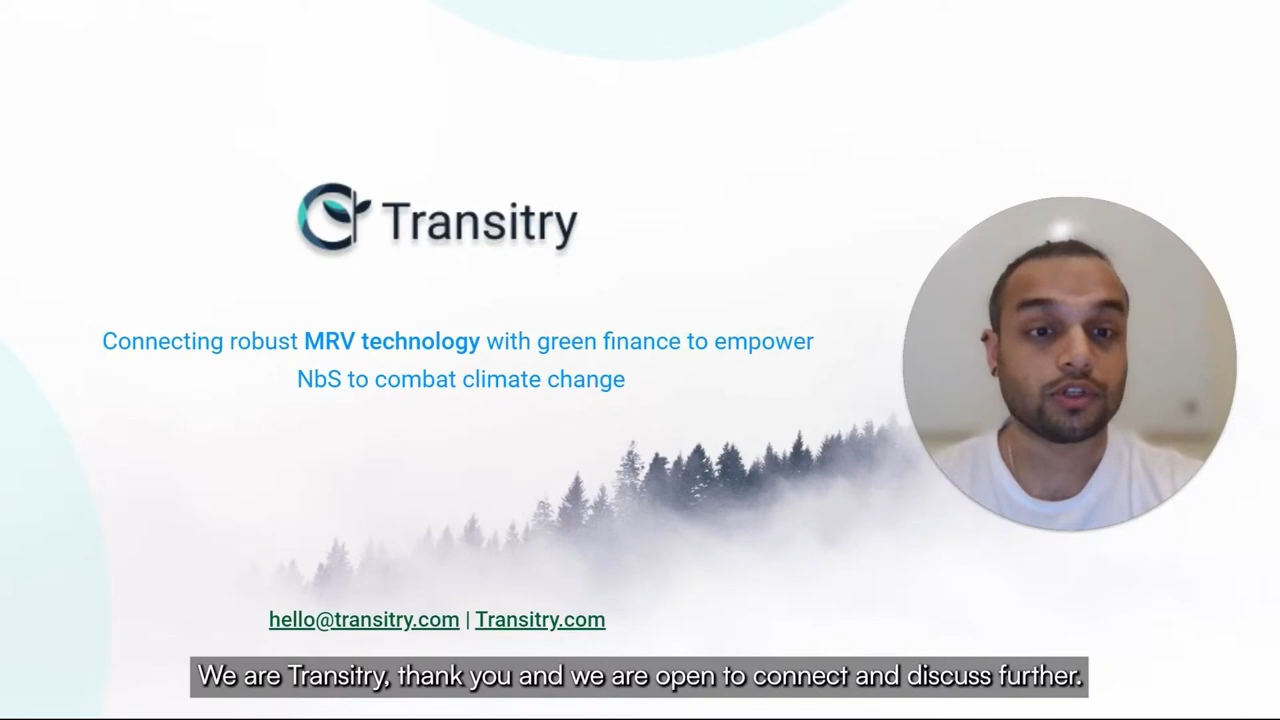 Transitry
Connecting robust MRV technology with green finance to empower
NbS to combat climate change
hello@transitry.com | Transitry.com
We are Transitry, thank you and we are open to connect and discuss further.